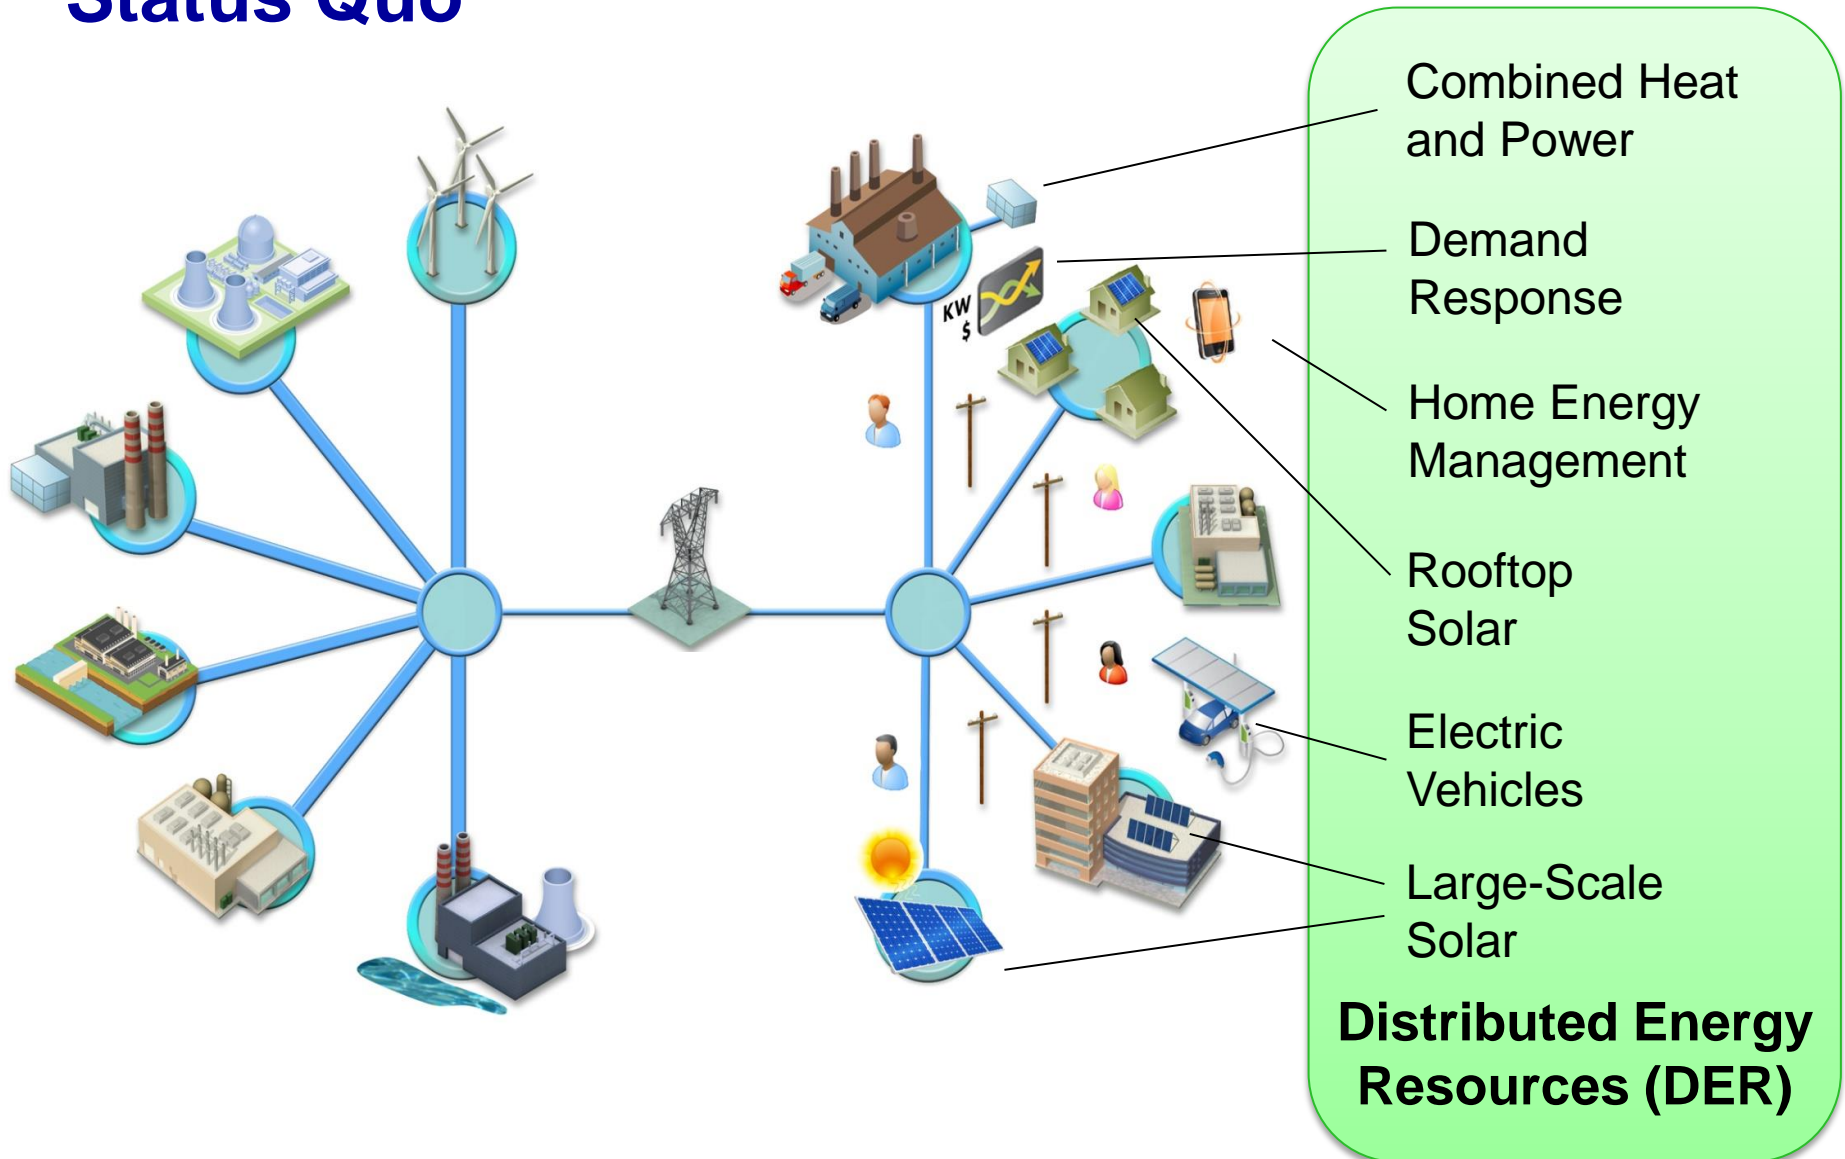 Status Quo
Combined Heat
and Power
Demand
Response
KW
$
Home Energy
Management
Rooftop
Solar
Electric
Vehicles
Large-Scale
Solar
Distributed Energy
Resources (DER)